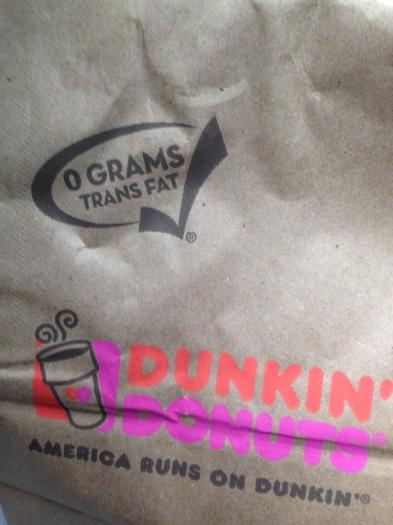 0 GRAMS
TRANS FAT
®
DUNKIN'
DONUTS®
AMERICA RUNS ON DUNKIN'®